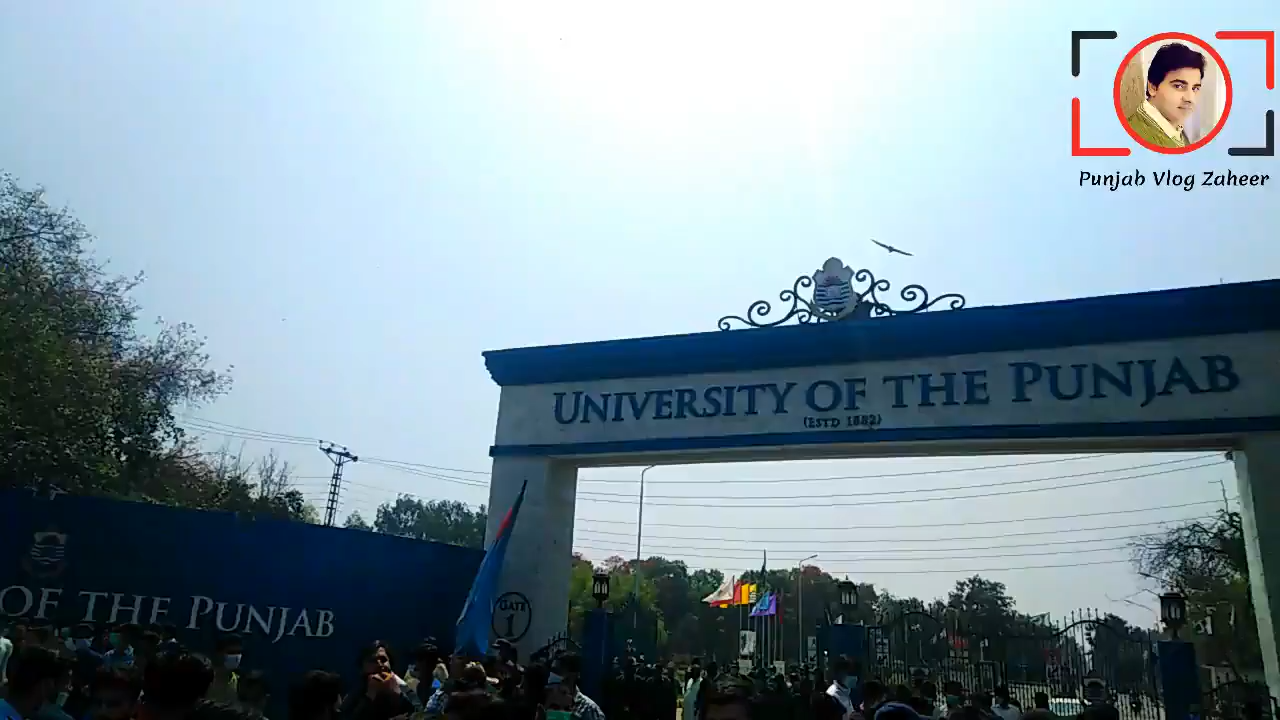 Punjab Vlog Zaheer
UNIVERSITY OF THE PUNJAB
(ESTD 1882)
GATE
1
OF THE PUNJAB